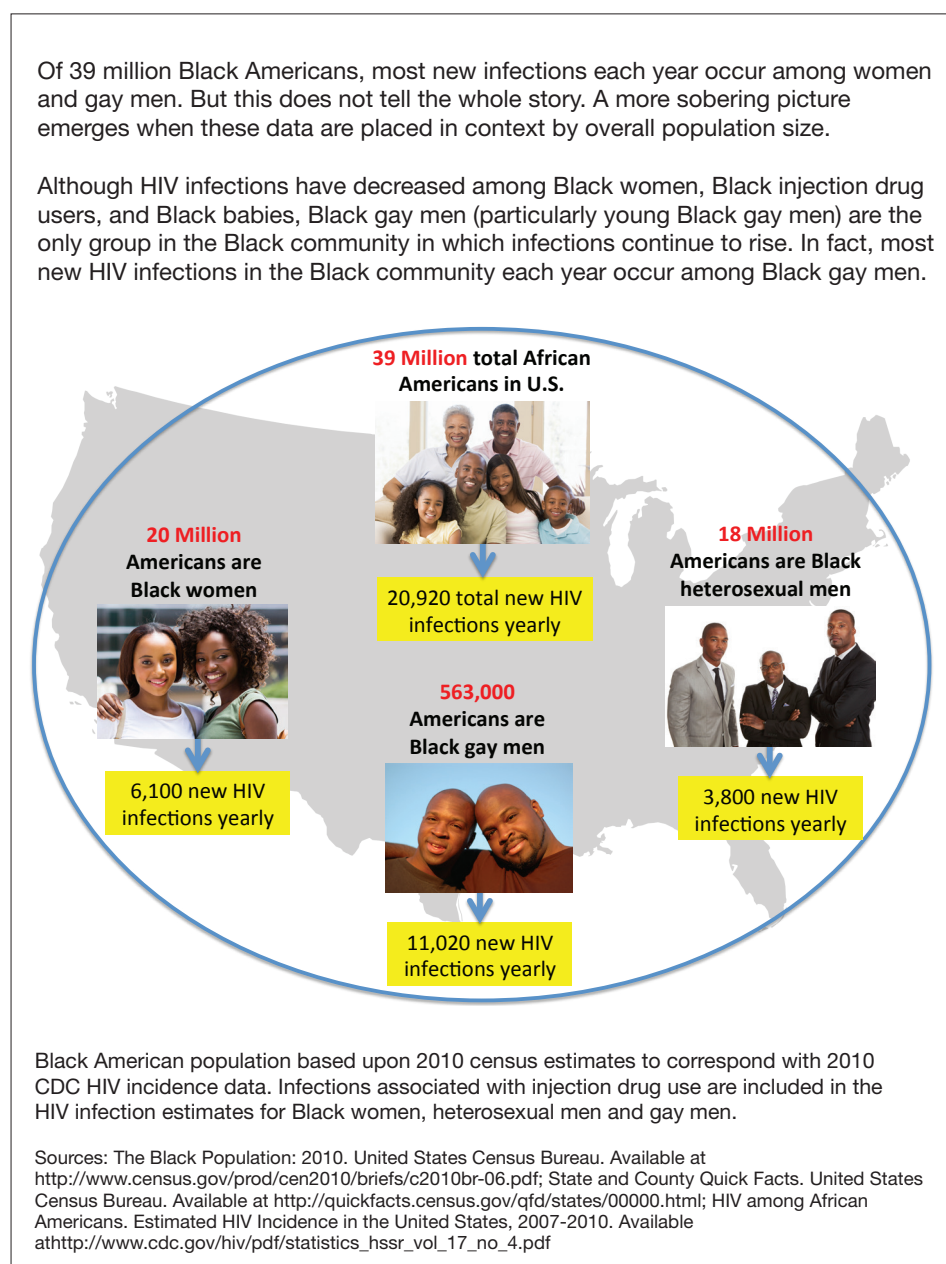 Of 39 million Black Americans, most new infections each year occur among women
and gay men. But this does not tell the whole story. A more sobering picture
emerges when these data are placed in context by overall population size.
Although HIV infections have decreased among Black women, Black injection drug
users, and Black babies, Black gay men (particularly young Black gay men) are the
only group in the Black community in which infections continue to rise. In fact, most
new HIV infections in the Black community each year occur among Black gay men.
39 Million total African
Americans in U.S.
20,920 total new HIV
infections yearly
20 Million
Americans are
Black women
6,100 new HIV
infections yearly
563,000
Americans are
Black gay men
11,020 new HIV
infections yearly
18 Million
Americans are Black
heterosexual men
3,800 new HIV
infections yearly
Black American population based upon 2010 census estimates to correspond with 2010
CDC HIV incidence data. Infections associated with injection drug use are included in the
HIV infection estimates for Black women, heterosexual men and gay men.
Sources: The Black Population: 2010. United States Census Bureau. Available at
http://www.census.gov/prod/cen2010/briefs/c2010br-06.pdf; State and County Quick Facts. United States
Census Bureau. Available at http://quickfacts.census.gov/qfd/states/00000.html; HIV among African
Americans. Estimated HIV Incidence in the United States, 2007-2010. Available
athttp://www.cdc.gov/hiv/pdf/statistics_hssr_vol_17_no_4.pdf